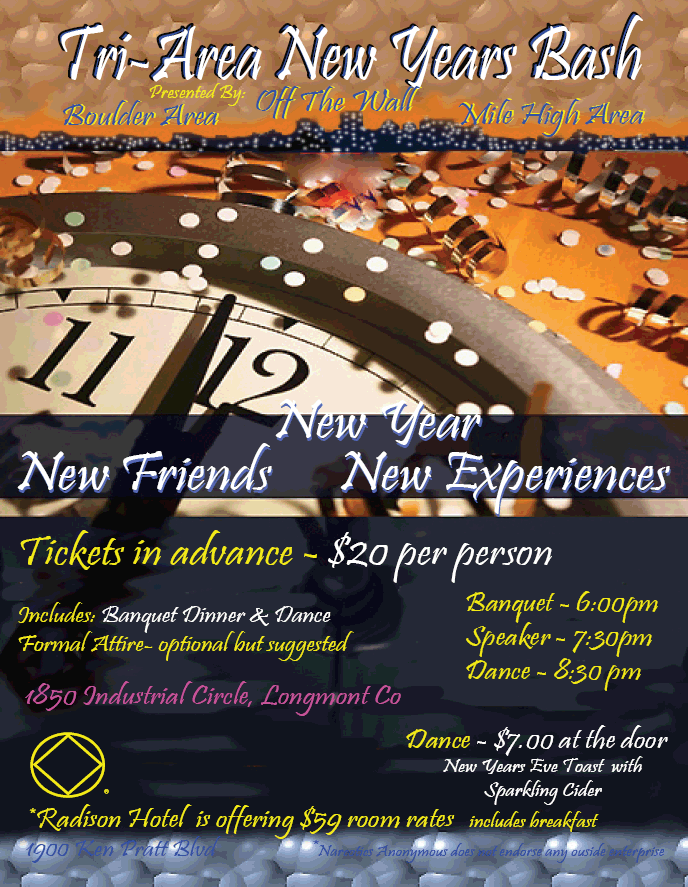 Tri-Area New Years Bash
Presented By:
Boulder Area
Off The Wall
Mile High Area
11
12
New Year
New Friends
New Experiences
Tickets in advance ~ $20 per person
Includes: Banquet Dinner & Dance
Formal Attire~ optional but suggested
Banquet ~ 6:00pm
Speaker ~ 7:30pm
Dance ~ 8:30 pm
1850 Industrial Circle, Longmont Co
Dance ~ $7.00 at the door
New Years Eve Toast with
Sparkling Cider
®
*Radison Hotel is offering $59 room rates includes breakfast
1900 Ken Pratt Blvd
*Narcotics Anonymous does not endorse any ouside enterprise